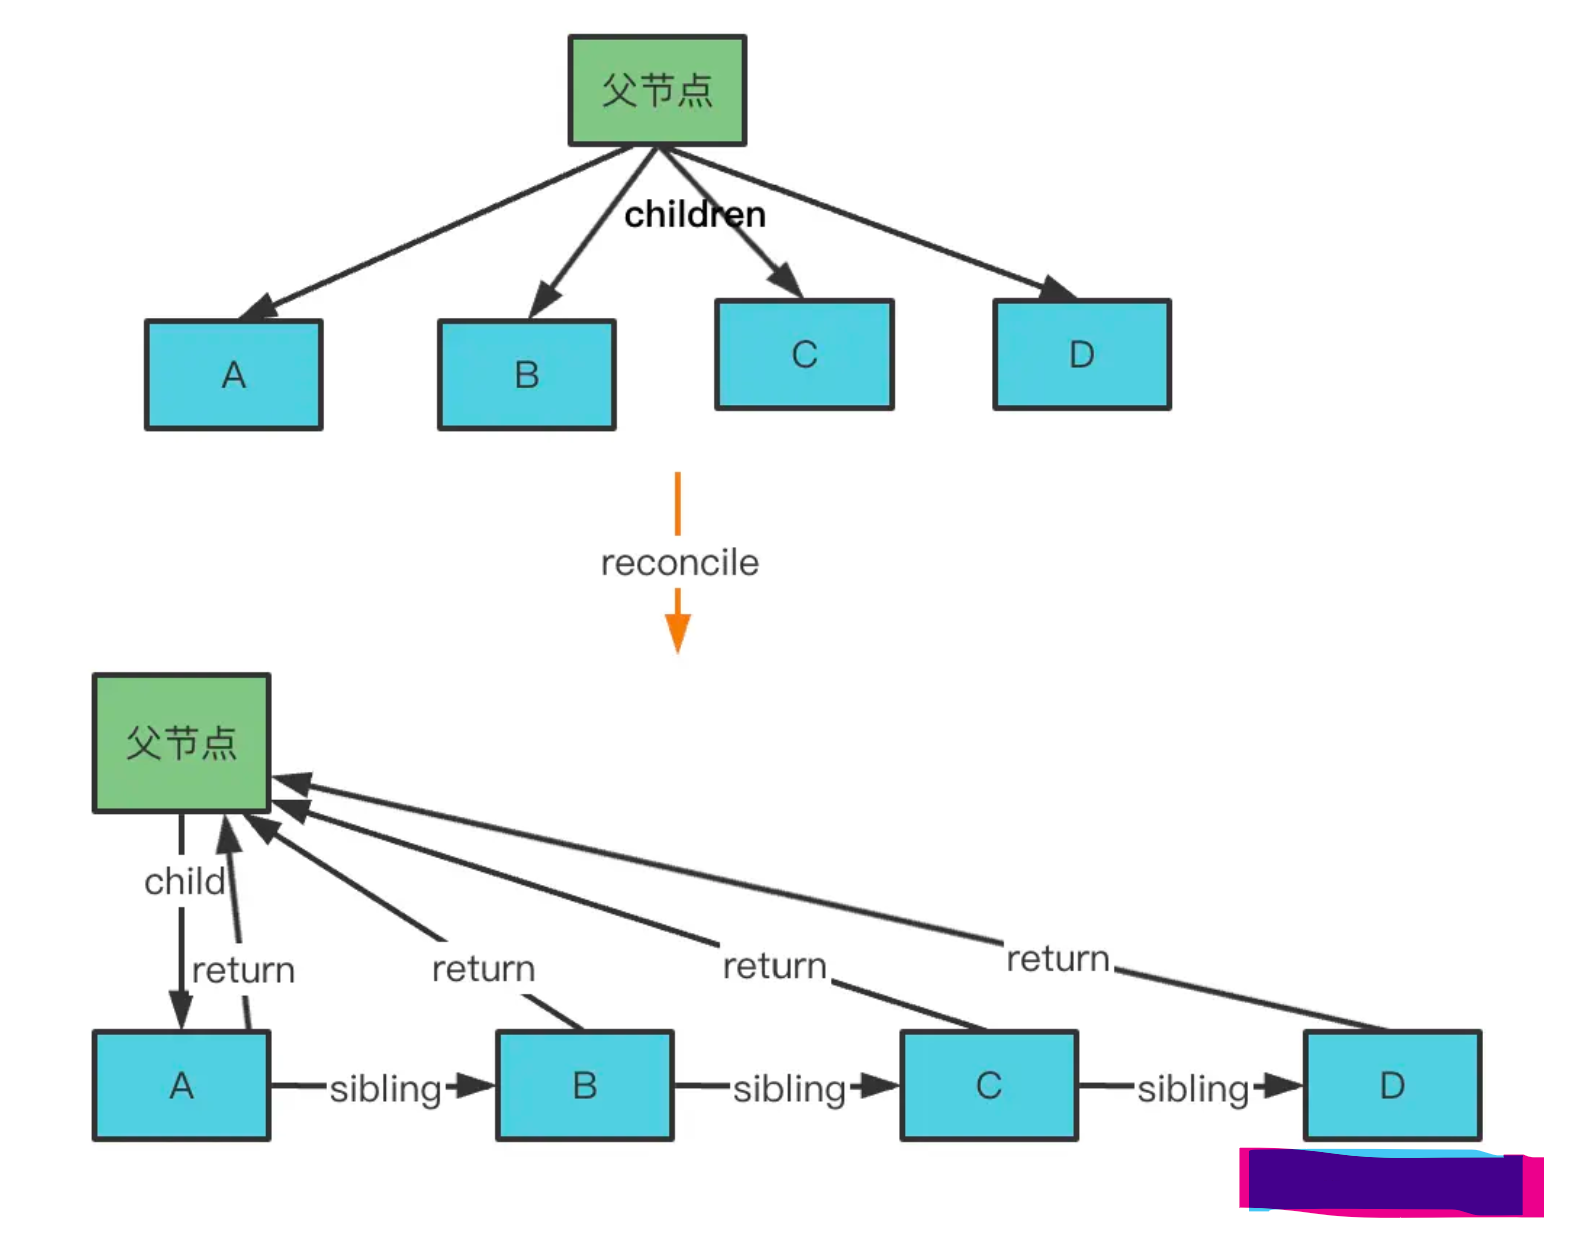 父节点
children
A
B
C
D
reconcile
父节点
child
return
return
return
return
A
sibling
B
sibling
C
sibling
D